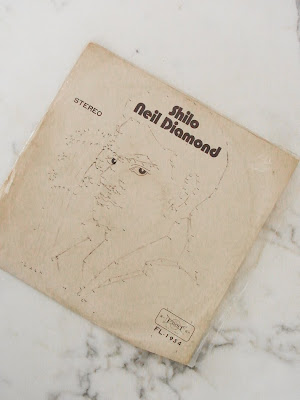 Shilo
Neil Diamond
STEREO
FL-1954